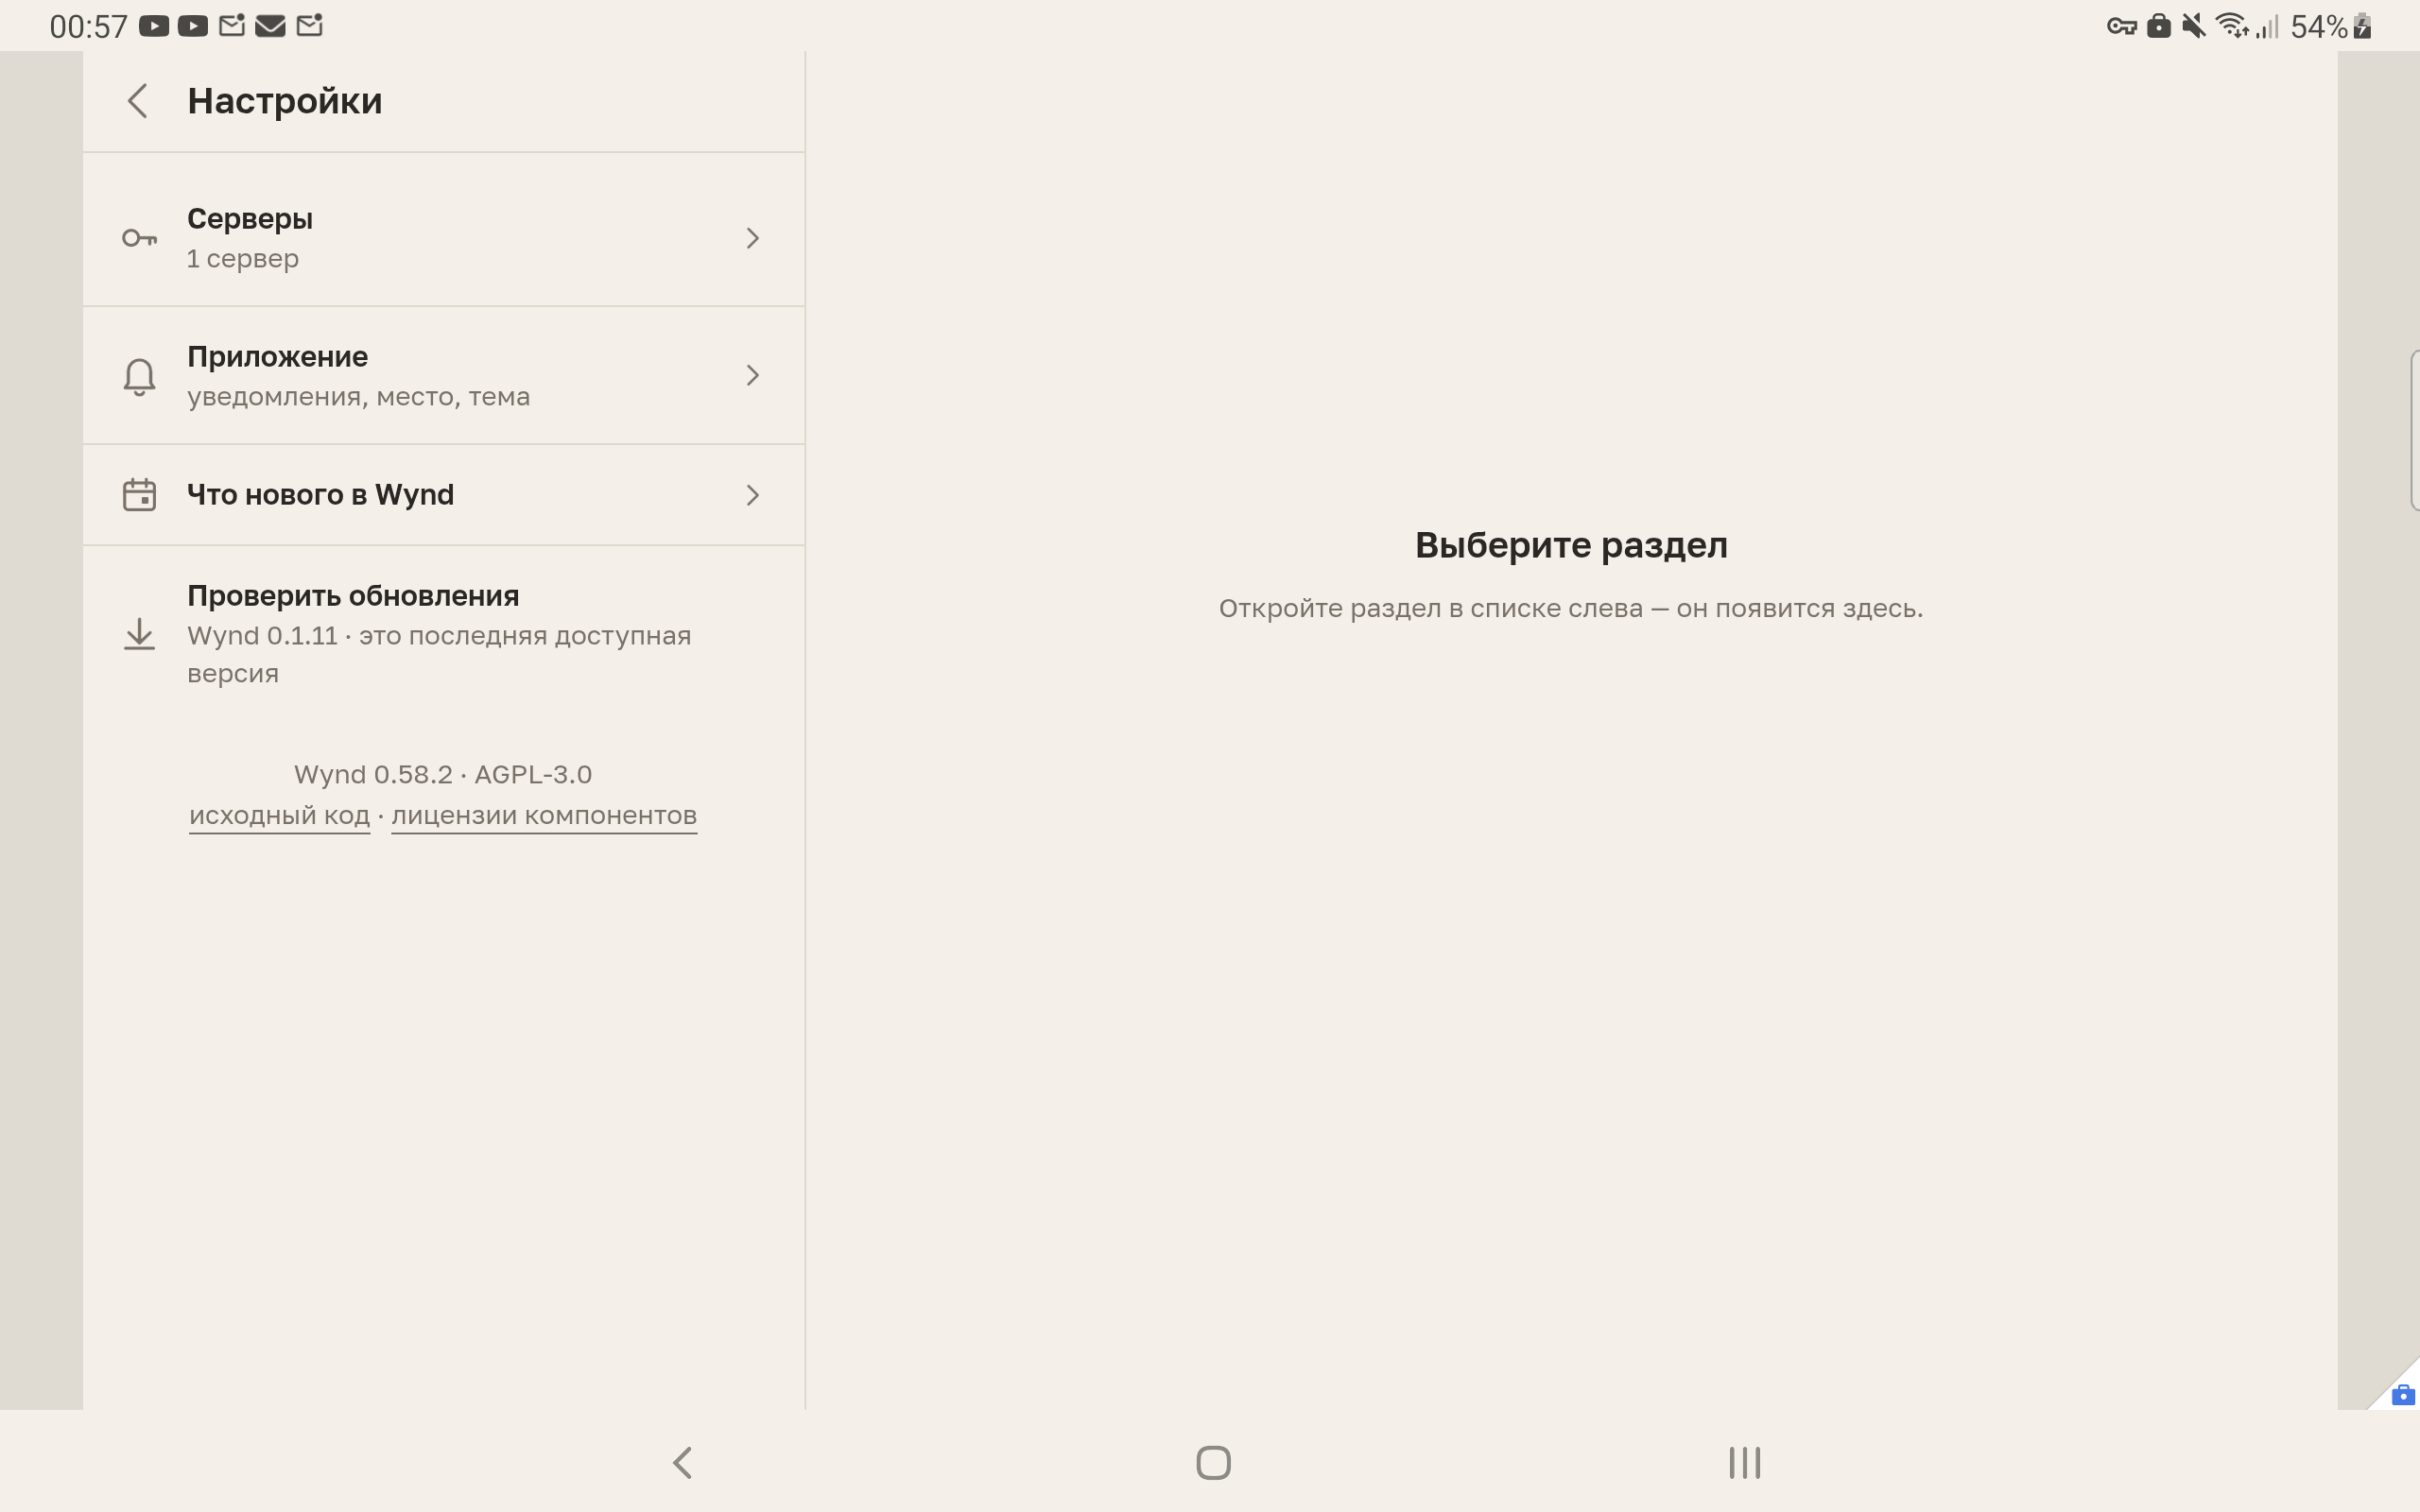 00:57
54%
Настройки
Серверы
1 сервер
Приложение
уведомления, место, тема
Что нового в Wynd
Проверить обновления
Wynd 0.1.11 · это последняя доступная
версия
Wynd 0.58.2 · AGPL-3.0
исходный код · лицензии компонентов
Выберите раздел
Откройте раздел в списке слева — он появится здесь.